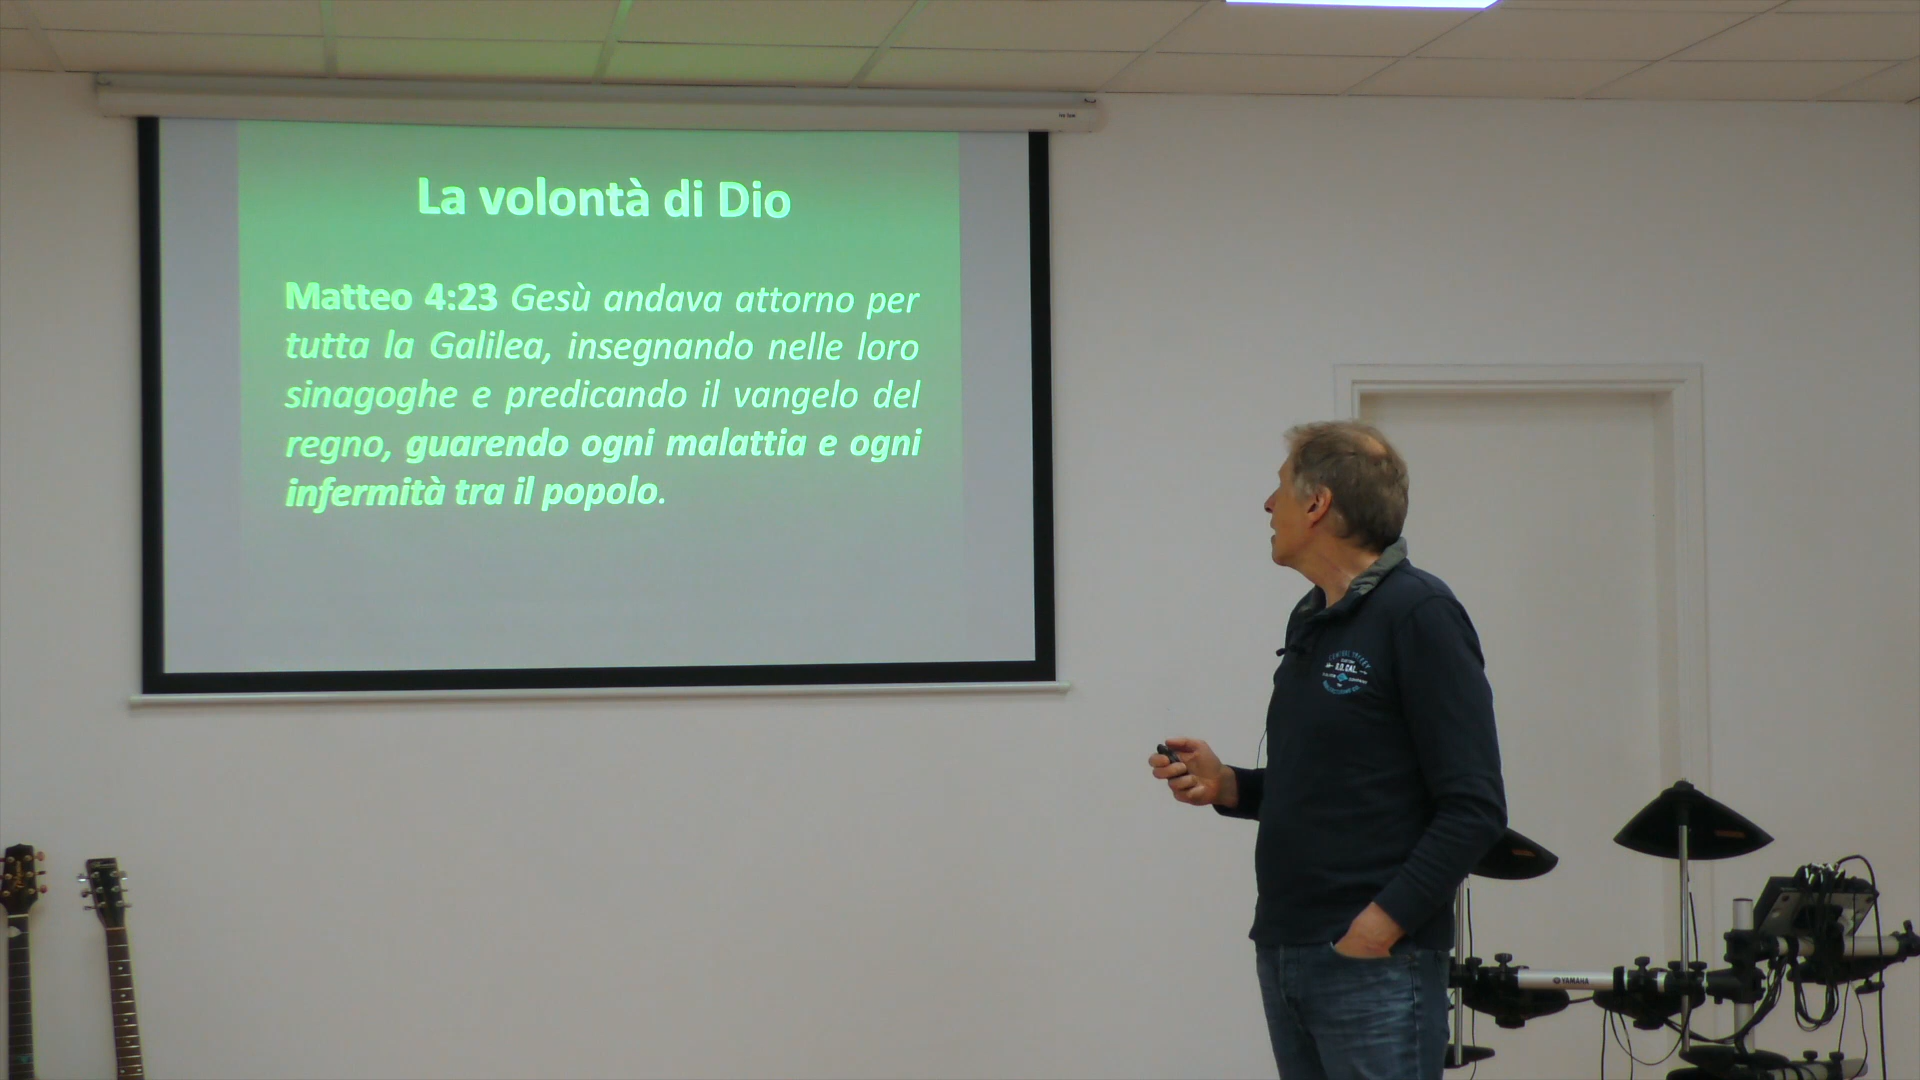 La volontà di Dio
Matteo 4:23 Gesù andava attorno per
tutta la Galilea, insegnando nelle loro
sinagoghe e predicando il vangelo del
regno, guarendo ogni malattia e ogni
infermità tra il popolo.
YAMAHA